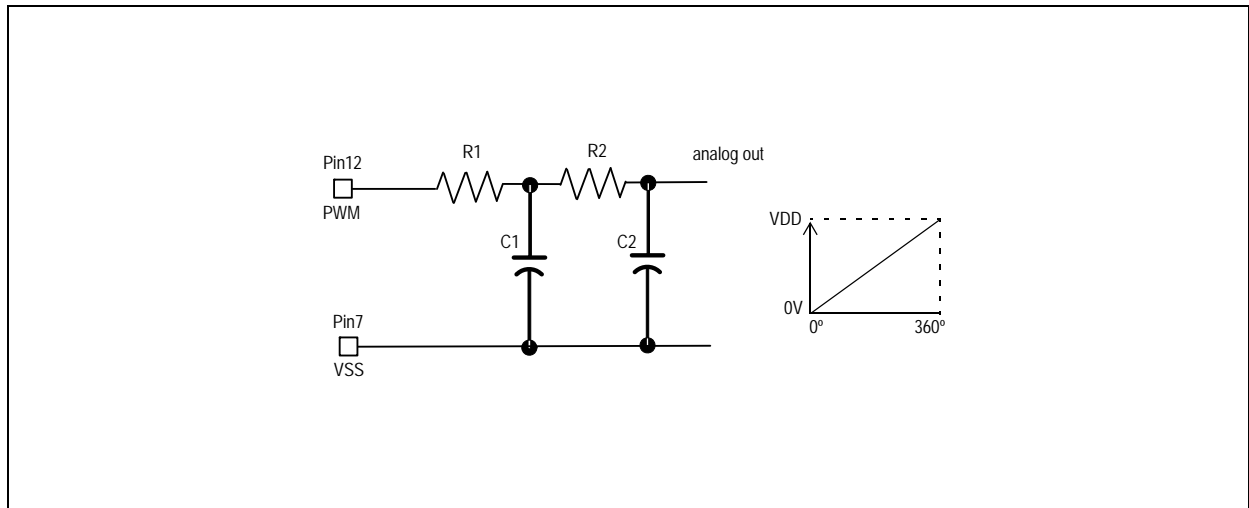 R1
R2
analog out
Pin12
PWM
C1
C2
VDD
0V
0º
360º
Pin7
VSS